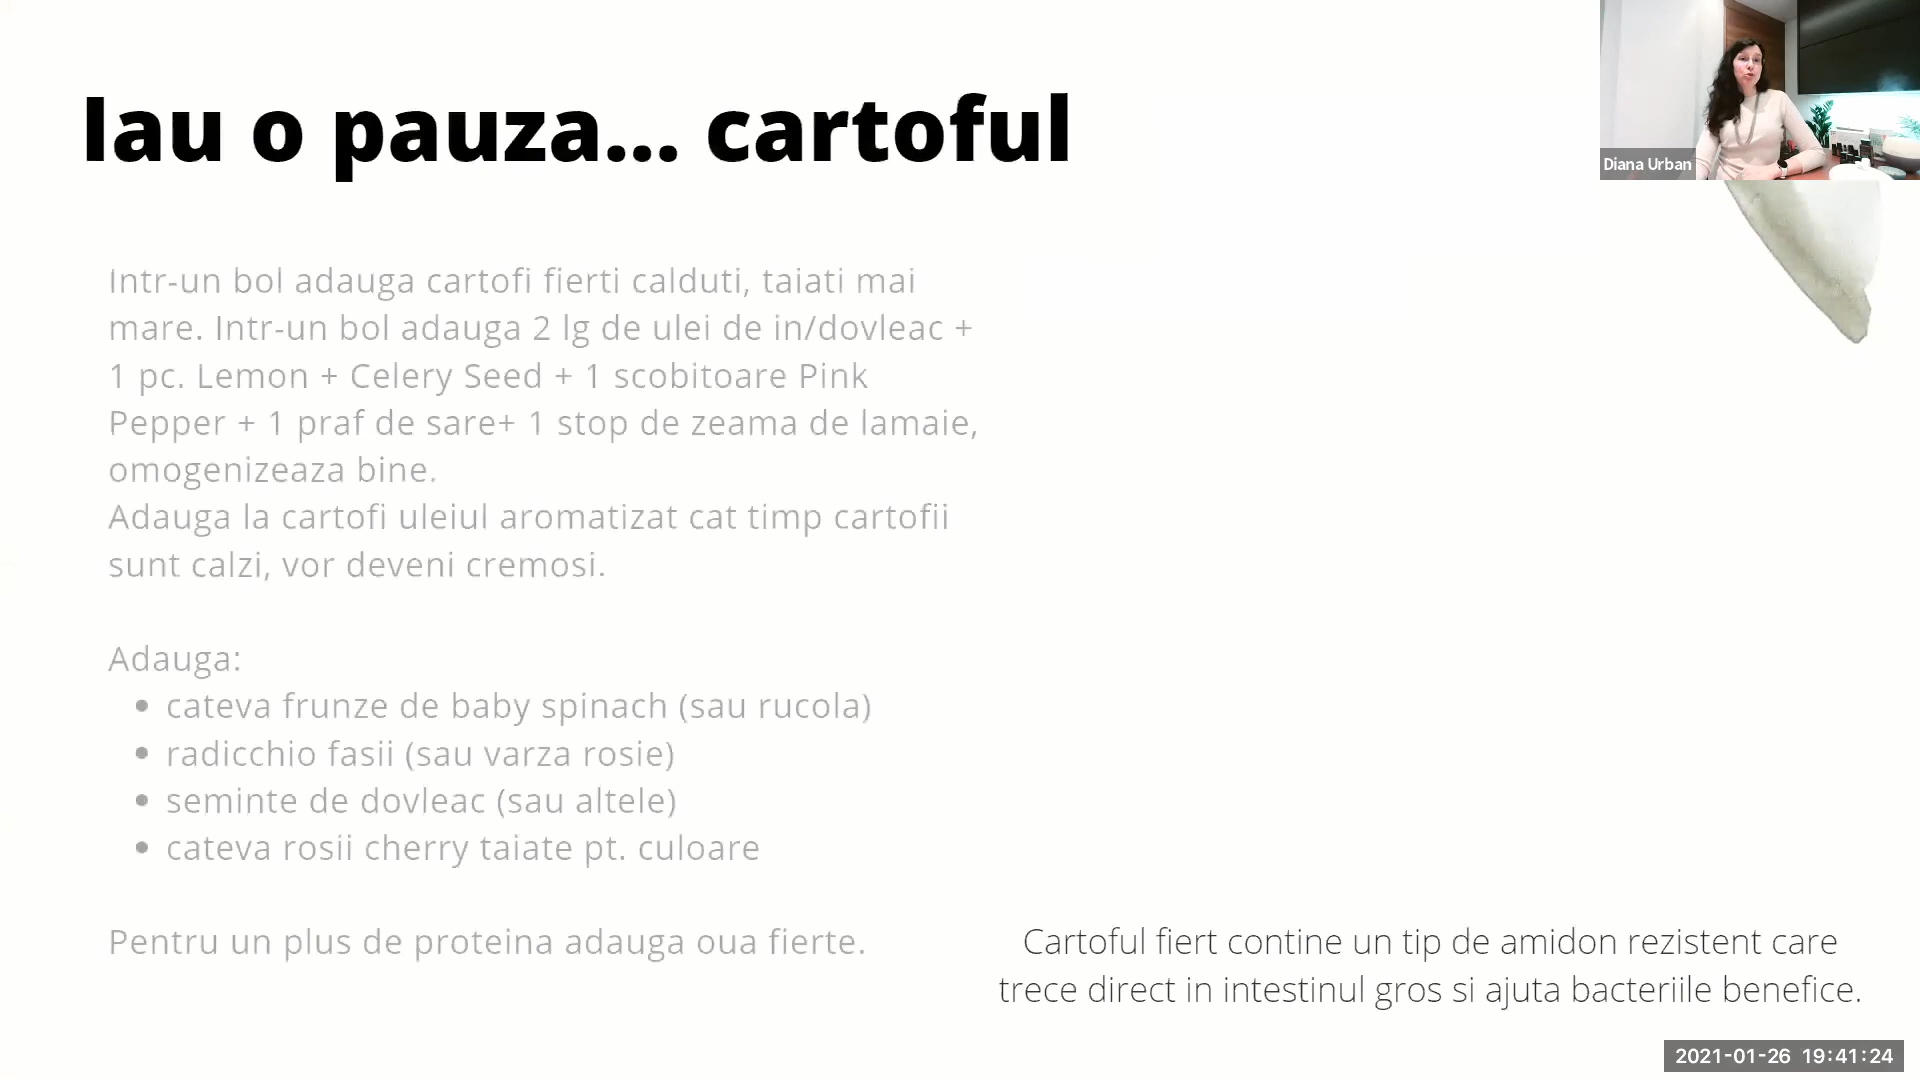 Iau o pauza... cartoful
Diana Urban
Intr-un bol adauga cartofi fierti calduti, taiati mai
mare. Intr-un bol adauga 2 lg de ulei de in/dovleac +
1 pc. Lemon + Celery Seed + 1 scobitoare Pink
Pepper + 1 praf de sare+ 1 stop de zeama de lamaie,
omogenizeaza bine.
Adauga la cartofi uleiul aromatizat cat timp cartofii
sunt calzi, vor deveni cremosi.
Adauga:
• cateva frunze de baby spinach (sau rucola)
• radicchio fasii (sau varza rosie)
• seminte de dovleac (sau altele)
• cateva rosii cherry taiate pt. culoare
Pentru un plus de proteina adauga oua fierte.
Cartoful fiert contine un tip de amidon rezistent care
trece direct in intestinul gros si ajuta bacteriile benefice.
2021-01-26 19:41:24